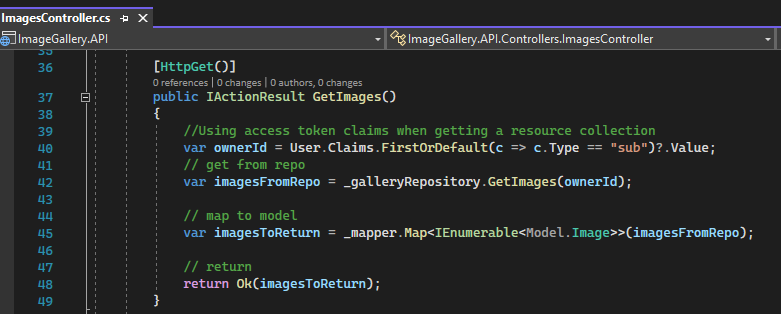 ImagesController.cs
ImageGallery.API
ImageGallery.API.Controllers.ImagesController
36 [HttpGet()]
0 references | 0 changes | 0 authors, 0 changes
37 public IActionResult GetImages()
38 {
39 //Using access token claims when getting a resource collection
40 var ownerId = User.Claims.FirstOrDefault(c => c.Type == "sub")?.Value;
41 // get from repo
42 var imagesFromRepo = _galleryRepository.GetImages(ownerId);
43
44 // map to model
45 var imagesToReturn = _mapper.Map<IEnumerable<Model.Image>>(imagesFromRepo);
46
47 // return
48 return Ok(imagesToReturn);
49 }